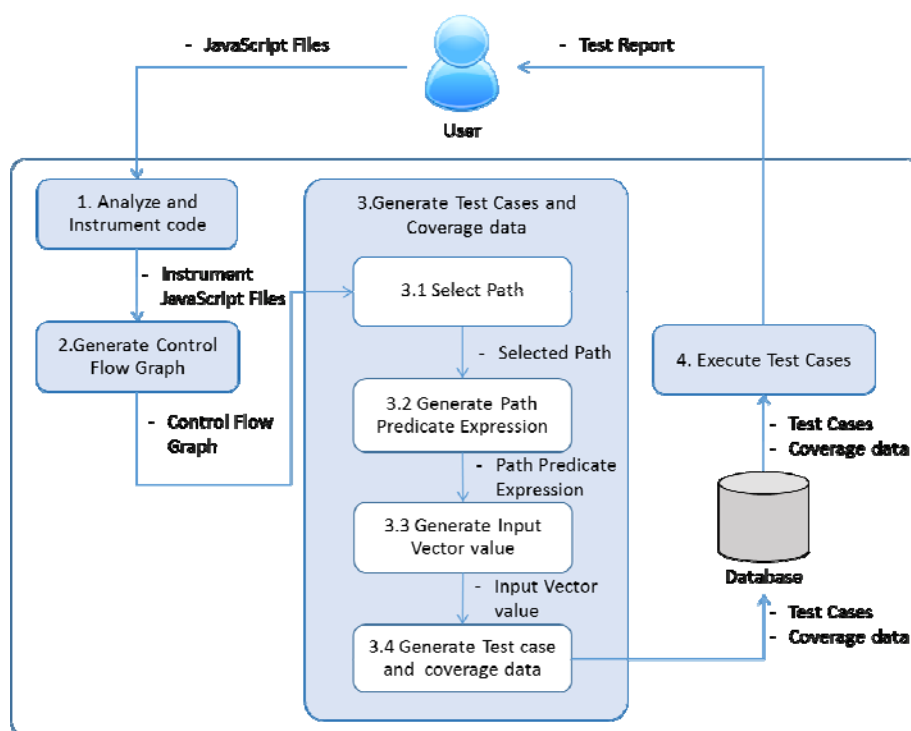 - JavaScript Files
- Test Report
User
1. Analyze and
Instrument code
- Instrument
JavaScript Files
2.Generate Control
Flow Graph
- Control Flow
Graph
3.Generate Test Cases and
Coverage data
3.1 Select Path
- Selected Path
3.2 Generate Path
Predicate Expression
- Path Predicate
Expression
3.3 Generate Input
Vector value
- Input Vector
value
3.4 Generate Test case
and coverage data
4. Execute Test Cases
- Test Cases
- Coverage data
Database
- Test Cases
- Coverage data